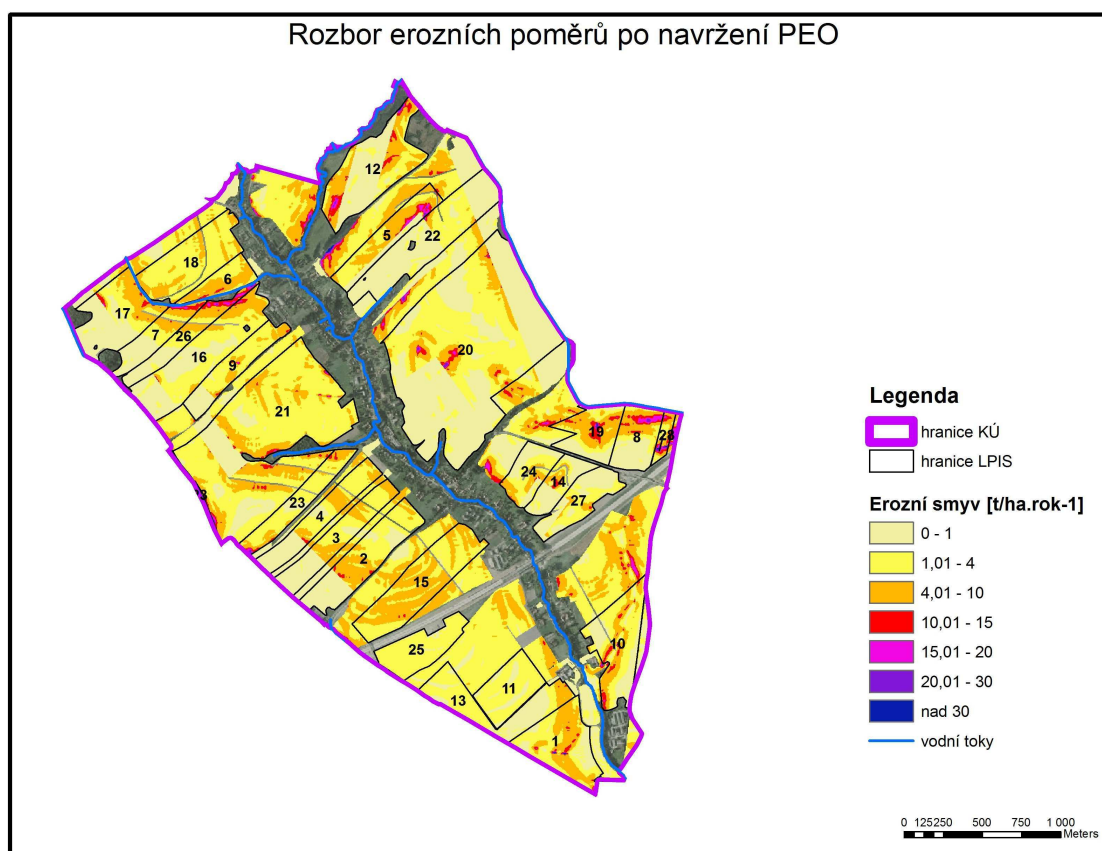 Rozbor erozních poměrů po navržení PEO
12
5
22
18
6
17
7
26
16
9
20
21
19
8
28
24
14
27
23
4
3
2
15
10
25
11
13
1
Legenda
hranice KÚ
hranice LPIS
Erozní smyv [t/ha.rok-1]
0 - 1
1,01 - 4
4,01 - 10
10,01 - 15
15,01 - 20
20,01 - 30
nad 30
vodní toky
0 125250 500 750 1 000
Meters